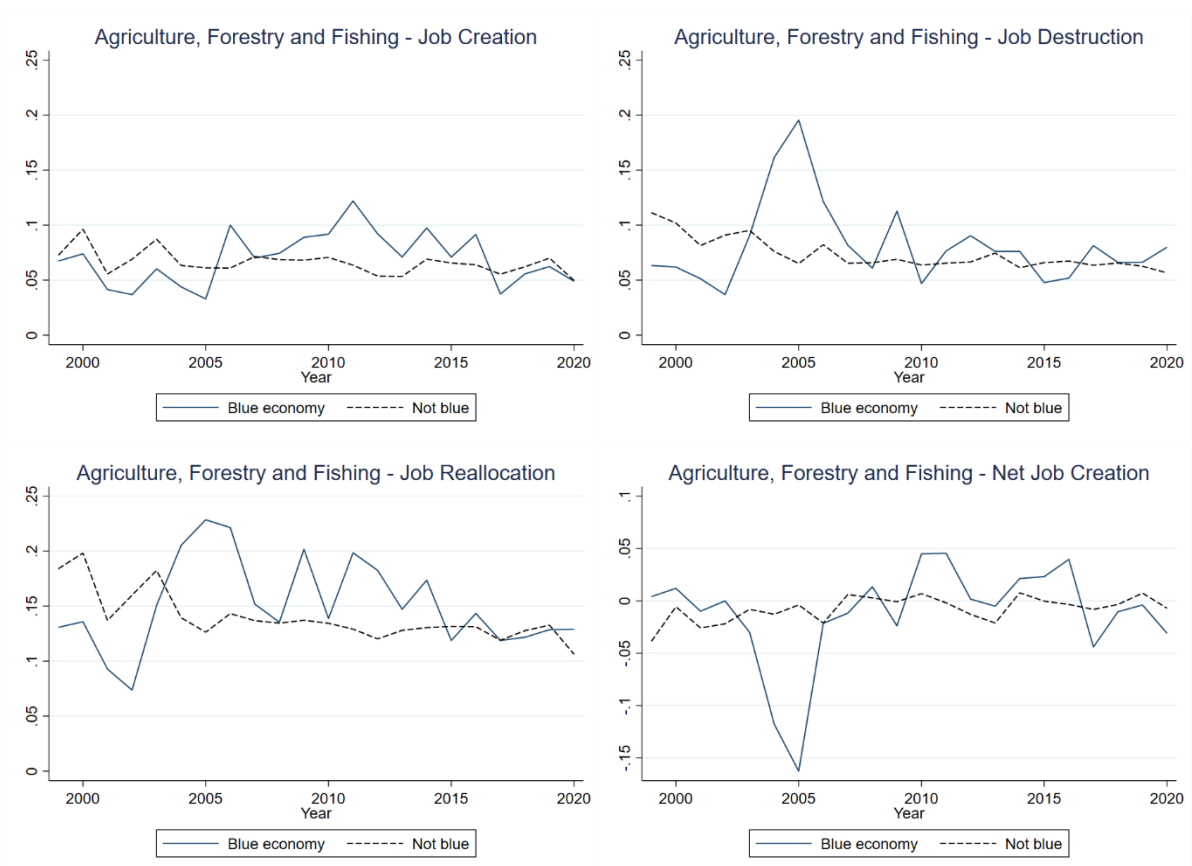 Agriculture, Forestry and Fishing - Job Creation
.25
.2
.15
.1
.05
0
2000 2005 2010 2015 2020
Year
Blue economy Not blue
Agriculture, Forestry and Fishing - Job Destruction
.25
.2
.15
.1
.05
0
2000 2005 2010 2015 2020
Year
Blue economy Not blue
Agriculture, Forestry and Fishing - Job Reallocation
.25
.2
.15
.1
.05
0
2000 2005 2010 2015 2020
Year
Blue economy Not blue
Agriculture, Forestry and Fishing - Net Job Creation
.1
.05
0
-.05
-.1
-.15
2000 2005 2010 2015 2020
Year
Blue economy Not blue